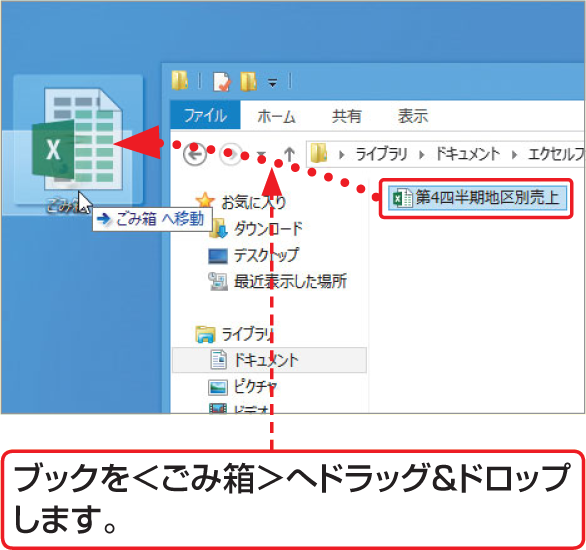 ファイル ホーム 共有 表示
ライブラリ ドキュメント エクセルフ
第4四半期地区別売上
お気に入り
ごみ
ごみ箱 へ移動
ダウンロード
デスクトップ
最近表示した場所
ライブラリ
ドキュメント
ピクチャ
ビデオ
ブックを＜ごみ箱＞へドラッグ&ドロップ
します。